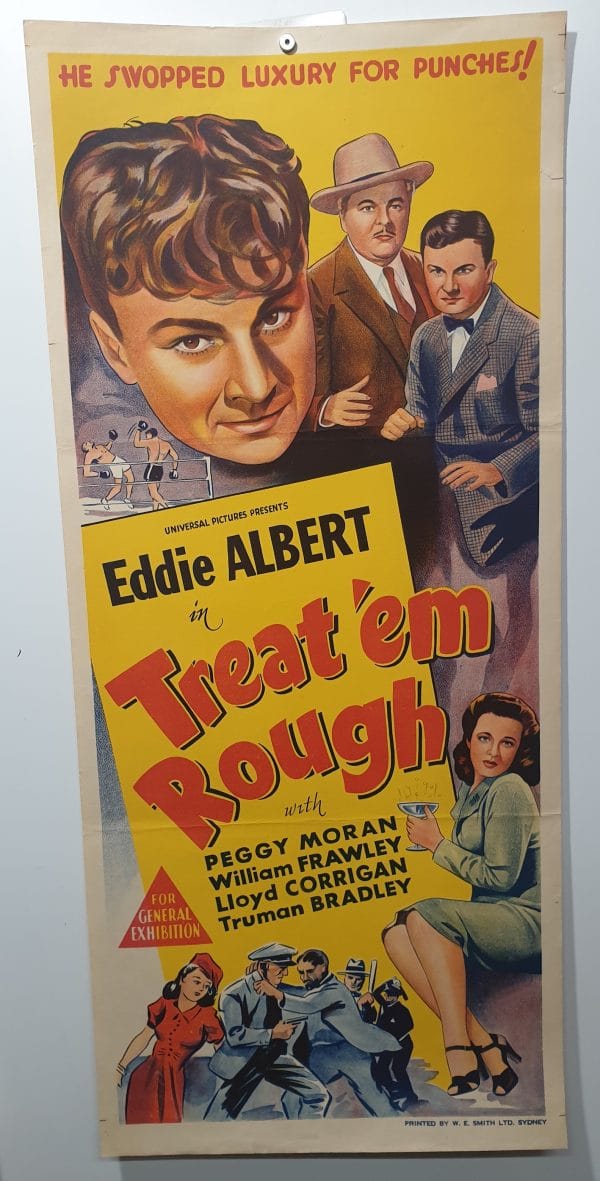 HE SWOPPED LUXURY FOR PUNCHES!
UNIVERSAL PICTURES PRESENTS
Eddie ALBERT
in
Treat 'em
Rough
with
PEGGY MORAN
William FRAWLEY
Lloyd CORRIGAN
Truman BRADLEY
FOR
GENERAL
EXHIBITION
PRINTED BY W. E. SMITH LTD. SYDNEY